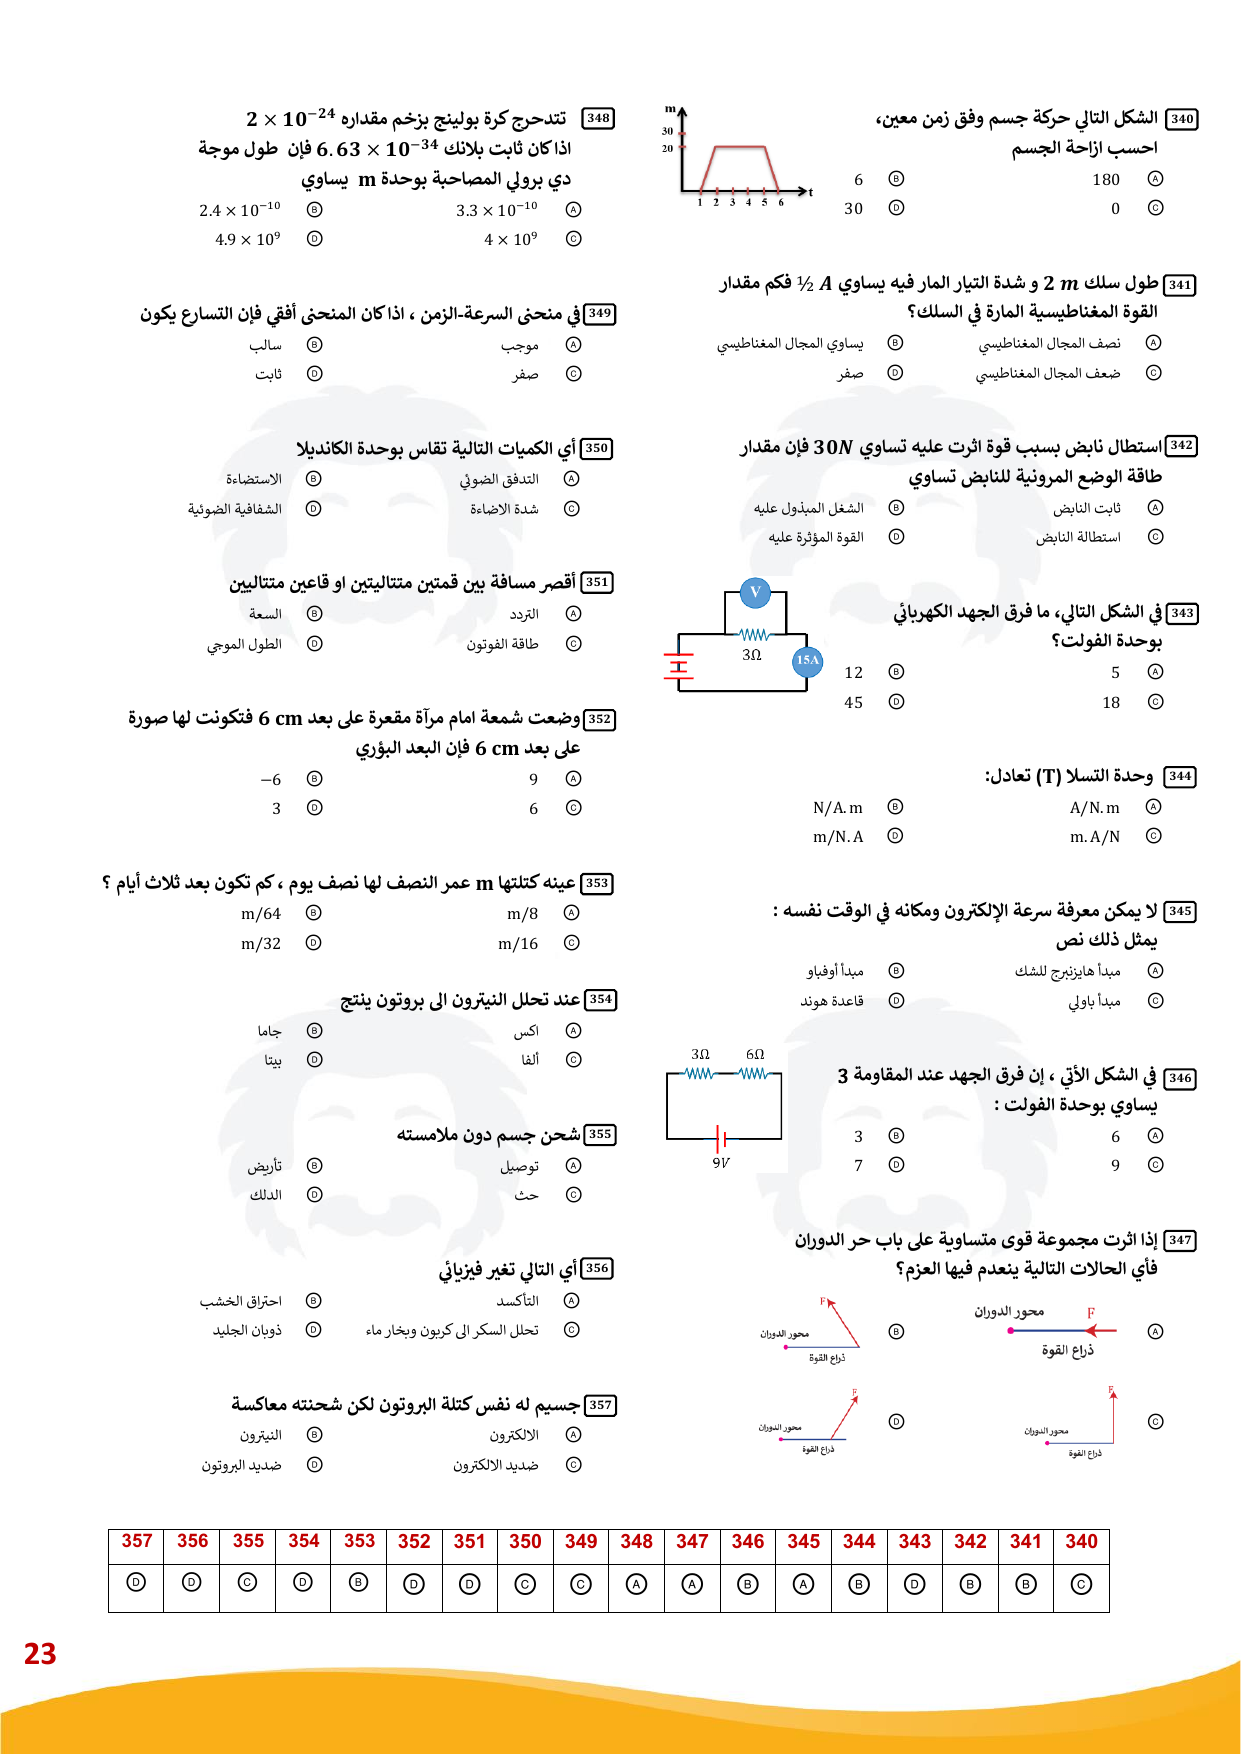 340 الشكل التالي حركة جسم وفق زمن معين،
احسب ازاحة الجسم
m
30
20
1 2 3 4 5 6
t
A 180 B 6
C 0 D 30
341 طول سلك 2 m و شدة التيار المار فيه يساوي ½ A فكم مقدار
القوة المغناطيسية المارة في السلك؟
A نصف المجال المغناطيسي B يساوي المجال المغناطيسي
C ضعف المجال المغناطيسي D صفر
342 استطال نابض بسبب قوة اثرت عليه تساوي 30N فإن مقدار
طاقة الوضع المرونية للنابض تساوي
A ثابت النابض B الشغل المبذول عليه
C استطالة النابض D القوة المؤثرة عليه
343 في الشكل التالي، ما فرق الجهد الكهربائي
بوحدة الفولت؟
V
3Ω
15A
A 5 B 12
C 18 D 45
344 وحدة التسلا (T) تعادل:
A A/N.m B N/A.m
C m.A/N D m/N.A
345 لا يمكن معرفة سرعة الإلكترون ومكانه في الوقت نفسه :
يمثل ذلك نص
A مبدأ هايزنبرج للشك B مبدأ أوفباو
C مبدأ باولي D قاعدة هوند
346 في الشكل الأتي ، إن فرق الجهد عند المقاومة 3
يساوي بوحدة الفولت :
3Ω 6Ω
9V
A 6 B 3
C 9 D 7
347 إذا اثرت مجموعة قوى متساوية على باب حر الدوران
فأي الحالات التالية ينعدم فيها العزم؟
A محور الدوران F ذراع القوة
B محور الدوران F ذراع القوة
C محور الدوران F ذراع القوة
D محور الدوران F ذراع القوة
348 تتدحرج كرة بولينج بزخم مقداره 2 × 10⁻²⁴
اذا كان ثابت بلانك 6.63 × 10⁻³⁴ فإن طول موجة
دي برولي المصاحبة بوحدة m يساوي
A 3.3 × 10⁻¹⁰ B 2.4 × 10⁻¹⁰
C 4 × 10⁹ D 4.9 × 10⁹
349 في منحنى السرعة-الزمن ، اذا كان المنحنى أفقي فإن التسارع يكون
A موجب B سالب
C صفر D ثابت
350 أي الكميات التالية تقاس بوحدة الكانديلا
A التدفق الضوئي B الاستضاءة
C شدة الاضاءة D الشفافية الضوئية
351 أقصر مسافة بين قمتين متتاليتين او قاعين متتاليين
A التردد B السعة
C طاقة الفوتون D الطول الموجي
352 وضعت شمعة امام مرآة مقعرة على بعد 6 cm فتكونت لها صورة
على بعد 6 cm فإن البعد البؤري
A 9 B −6
C 6 D 3
353 عينه كتلتها m عمر النصف لها نصف يوم ، كم تكون بعد ثلاث أيام ؟
A m/8 B m/64
C m/16 D m/32
354 عند تحلل النيترون الى بروتون ينتج
A اكس B جاما
C ألفا D بيتا
355 شحن جسم دون ملامسته
A توصيل B تأريض
C حث D الدلك
356 أي التالي تغير فيزيائي
A التأكسد B احتراق الخشب
C تحلل السكر الى كربون وبخار ماء D ذوبان الجليد
357 جسيم له نفس كتلة البروتون لكن شحنته معاكسة
A الالكترون B النيترون
C ضديد الالكترون D ضديد البروتون
357 356 355 354 353 352 351 350 349 348 347 346 345 344 343 342 341 340
D D C D B D D C C A A B A B D B B C
23